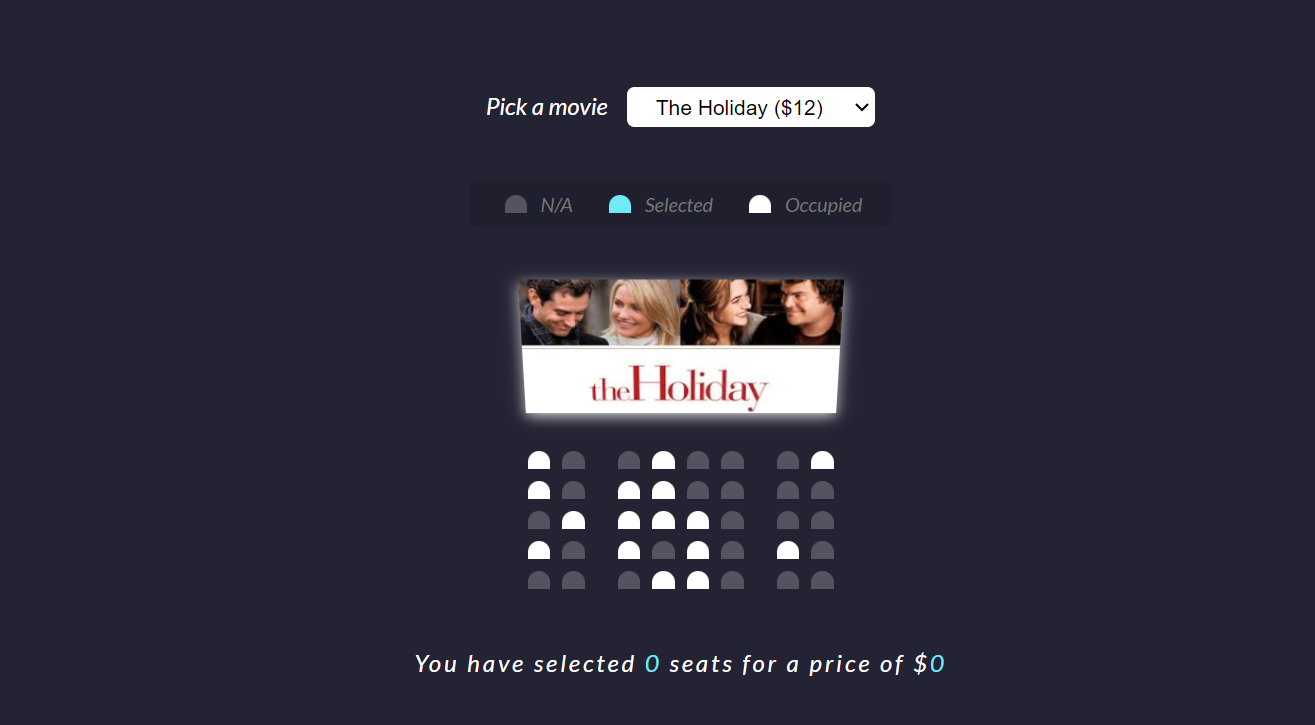 Pick a movie The Holiday ($12)
N/A Selected Occupied
the Holiday
You have selected 0 seats for a price of $0